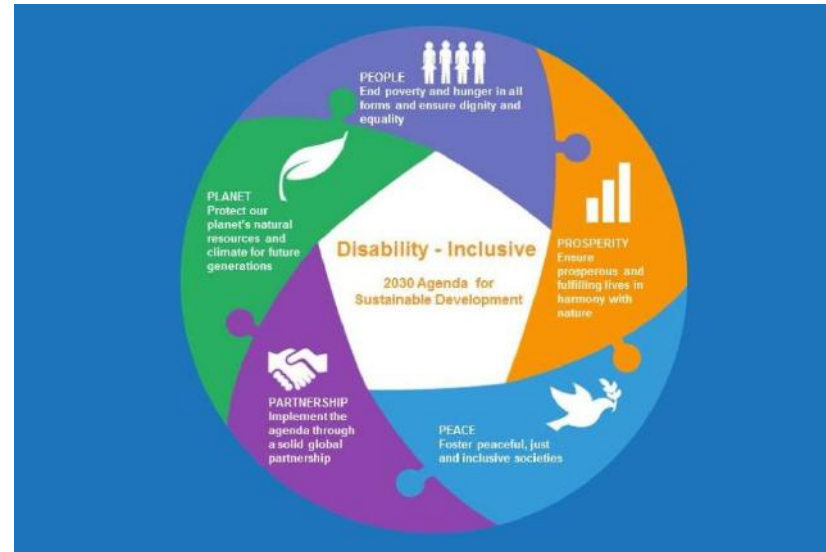 PEOPLE
End poverty and hunger in all
forms and ensure dignity and
equality
PROSPERITY
Ensure
prosperous and
fulfilling lives in
harmony with
nature
PEACE
Foster peaceful, just
and inclusive societies
PARTNERSHIP
Implement the
agenda through
a solid global
partnership
PLANET
Protect our
planet's natural
resources and
climate for future
generations
Disability - Inclusive
2030 Agenda for
Sustainable Development